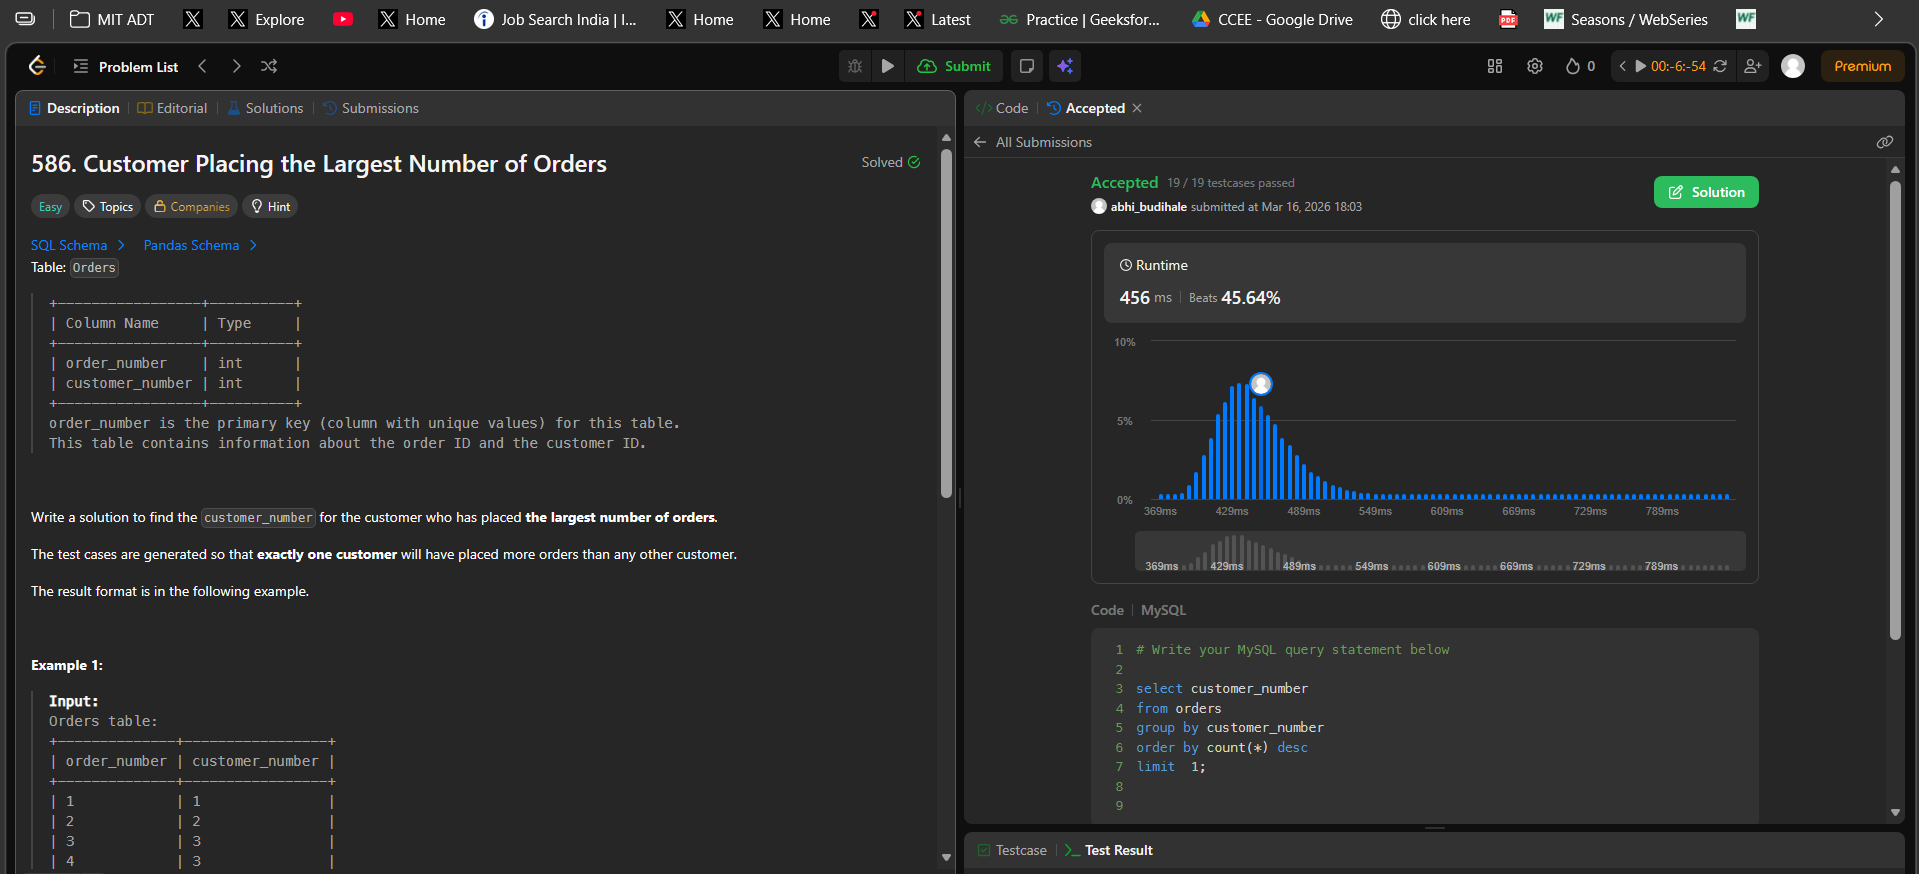 MIT ADT Explore Home Job Search India | I... Home Home Latest Practice | Geeksfor... CCEE - Google Drive click here PDF WF Seasons / WebSeries WF
Problem List Submit 0 00:-6:-54 Premium
Description Editorial Solutions Submissions
586. Customer Placing the Largest Number of Orders
Solved
Easy Topics Companies Hint
SQL Schema Pandas Schema
Table: Orders
+-----------------+----------+
| Column Name     | Type     |
+-----------------+----------+
| order_number    | int      |
| customer_number | int      |
+-----------------+----------+
order_number is the primary key (column with unique values) for this table.
This table contains information about the order ID and the customer ID.
Write a solution to find the customer_number for the customer who has placed the largest number of orders.
The test cases are generated so that exactly one customer will have placed more orders than any other customer.
The result format is in the following example.
Example 1:
Input:
Orders table:
+--------------+-----------------+
| order_number | customer_number |
+--------------+-----------------+
| 1            | 1               |
| 2            | 2               |
| 3            | 3               |
| 4            | 3               |
</> Code Accepted
All Submissions
Accepted 19 / 19 testcases passed
abhi_budihale submitted at Mar 16, 2026 18:03
Solution
Runtime
456 ms | Beats 45.64%
10%
5%
0%
369ms 429ms 489ms 549ms 609ms 669ms 729ms 789ms
369ms 429ms 489ms 549ms 609ms 669ms 729ms 789ms
Code | MySQL
1 # Write your MySQL query statement below
2
3 select customer_number
4 from orders
5 group by customer_number
6 order by count(*) desc
7 limit  1;
8
9
Testcase >_ Test Result